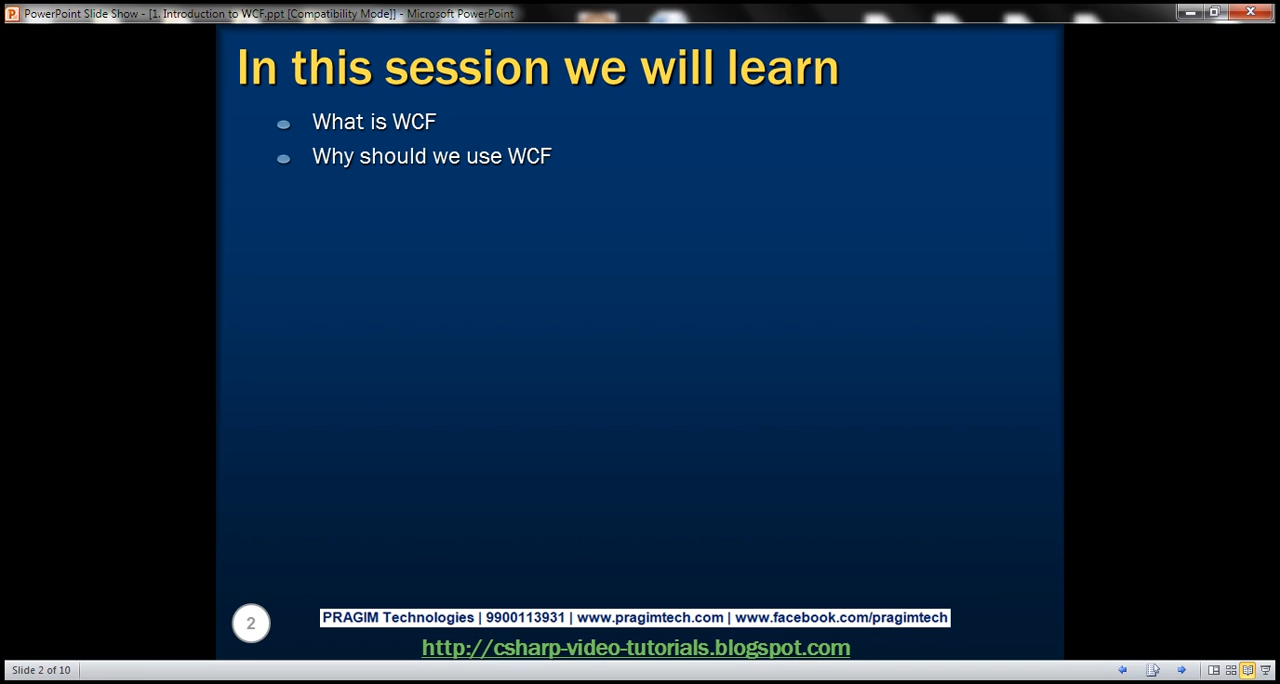 PowerPoint Slide Show - [1. Introduction to WCF.ppt [Compatibility Mode]] - Microsoft PowerPoint
In this session we will learn
What is WCF
Why should we use WCF
2
PRAGIM Technologies | 9900113931 | www.pragimtech.com | www.facebook.com/pragimtech
http://csharp-video-tutorials.blogspot.com
Slide 2 of 10